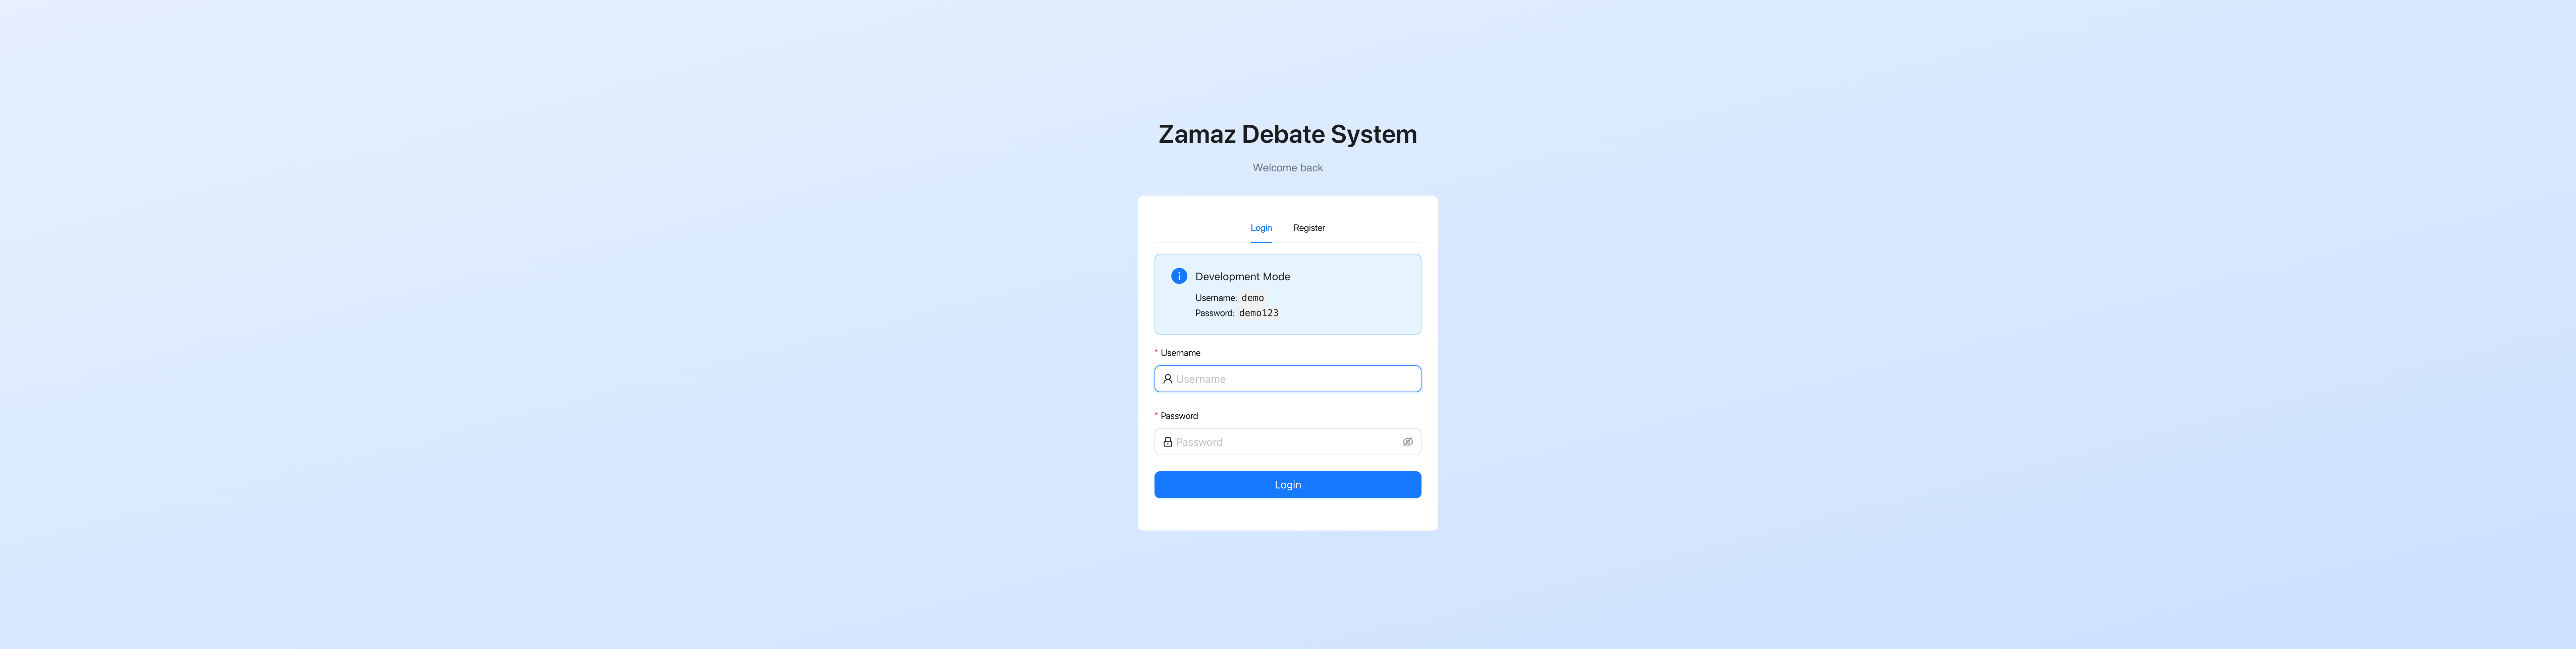 Zamaz Debate System
Welcome back
Login Register
Development Mode
Username: demo
Password: demo123
* Username
Username
* Password
Password
Login